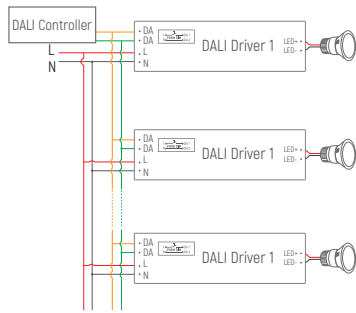 DALI Controller
L
N
DA
DA
L
N
DALI Driver 1
LED+
LED-
DA
DA
L
N
DALI Driver 1
LED+
LED-
DA
DA
L
N
DALI Driver 1
LED+
LED-